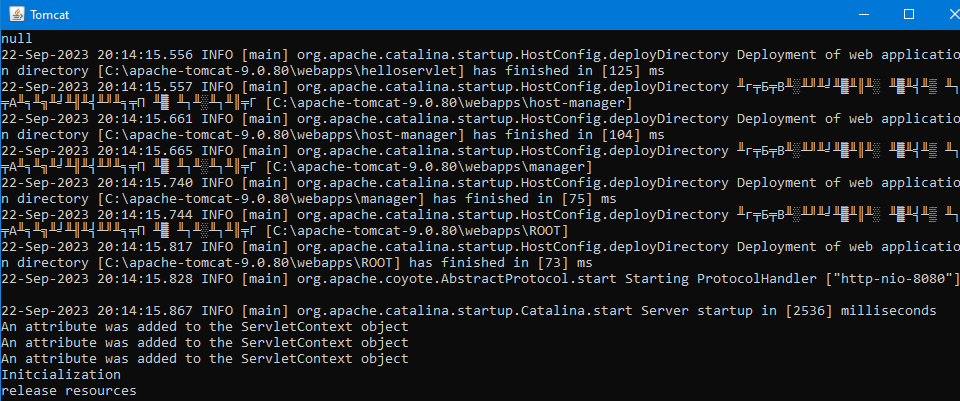 Tomcat
null
22-Sep-2023 20:14:15.556 INFO [main] org.apache.catalina.startup.HostConfig.deployDirectory Deployment of web applicatio
n directory [C:\apache-tomcat-9.0.80\webapps\helloservlet] has finished in [125] ms
22-Sep-2023 20:14:15.557 INFO [main] org.apache.catalina.startup.HostConfig.deployDirectory
[C:\apache-tomcat-9.0.80\webapps\host-manager]
22-Sep-2023 20:14:15.661 INFO [main] org.apache.catalina.startup.HostConfig.deployDirectory Deployment of web applicatio
n directory [C:\apache-tomcat-9.0.80\webapps\host-manager] has finished in [104] ms
22-Sep-2023 20:14:15.665 INFO [main] org.apache.catalina.startup.HostConfig.deployDirectory
[C:\apache-tomcat-9.0.80\webapps\manager]
22-Sep-2023 20:14:15.740 INFO [main] org.apache.catalina.startup.HostConfig.deployDirectory Deployment of web applicatio
n directory [C:\apache-tomcat-9.0.80\webapps\manager] has finished in [75] ms
22-Sep-2023 20:14:15.744 INFO [main] org.apache.catalina.startup.HostConfig.deployDirectory
[C:\apache-tomcat-9.0.80\webapps\ROOT]
22-Sep-2023 20:14:15.817 INFO [main] org.apache.catalina.startup.HostConfig.deployDirectory Deployment of web applicatio
n directory [C:\apache-tomcat-9.0.80\webapps\ROOT] has finished in [73] ms
22-Sep-2023 20:14:15.828 INFO [main] org.apache.coyote.AbstractProtocol.start Starting ProtocolHandler ["http-nio-8080"]
22-Sep-2023 20:14:15.867 INFO [main] org.apache.catalina.startup.Catalina.start Server startup in [2536] milliseconds
An attribute was added to the ServletContext object
An attribute was added to the ServletContext object
An attribute was added to the ServletContext object
Initcialization
release resources